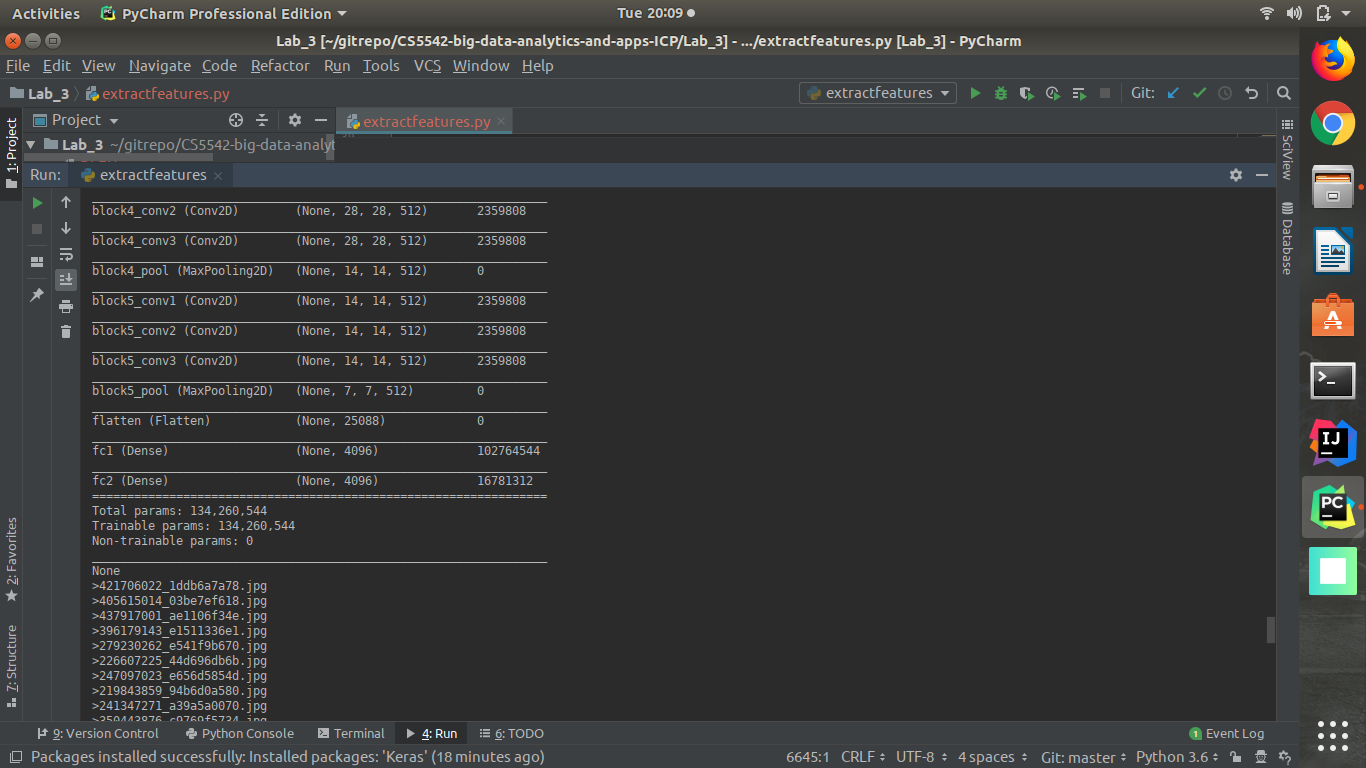 Activities PyCharm Professional Edition Tue 20:09
Lab_3 [~/gitrepo/CS5542-big-data-analytics-and-apps-ICP/Lab_3] - .../extractfeatures.py [Lab_3] - PyCharm
File Edit View Navigate Code Refactor Run Tools VCS Window Help
Lab_3 extractfeatures.py extractfeatures Git:
1: Project
Project extractfeatures.py
Lab_3 ~/gitrepo/CS5542-big-data-analyt
SciView
Database
Run: extractfeatures
block4_conv2 (Conv2D) (None, 28, 28, 512) 2359808
block4_conv3 (Conv2D) (None, 28, 28, 512) 2359808
block4_pool (MaxPooling2D) (None, 14, 14, 512) 0
block5_conv1 (Conv2D) (None, 14, 14, 512) 2359808
block5_conv2 (Conv2D) (None, 14, 14, 512) 2359808
block5_conv3 (Conv2D) (None, 14, 14, 512) 2359808
block5_pool (MaxPooling2D) (None, 7, 7, 512) 0
flatten (Flatten) (None, 25088) 0
fc1 (Dense) (None, 4096) 102764544
fc2 (Dense) (None, 4096) 16781312
=================================================================
Total params: 134,260,544
Trainable params: 134,260,544
Non-trainable params: 0
None
>421706022_1ddb6a7a78.jpg
>405615014_03be7ef618.jpg
>437917001_ae1106f34e.jpg
>396179143_e1511336e1.jpg
>279230262_e541f9b670.jpg
>226607225_44d696db6b.jpg
>247097023_e656d5854d.jpg
>219843859_94b6d0a580.jpg
>241347271_a39a5a0070.jpg
>350443876_c9769f5734.jpg
2: Favorites
7: Structure
IJ
PC
9: Version Control Python Console Terminal 4: Run 6: TODO 1 Event Log
Packages installed successfully: Installed packages: 'Keras' (18 minutes ago) 6645:1 CRLF UTF-8 4 spaces Git: master Python 3.6